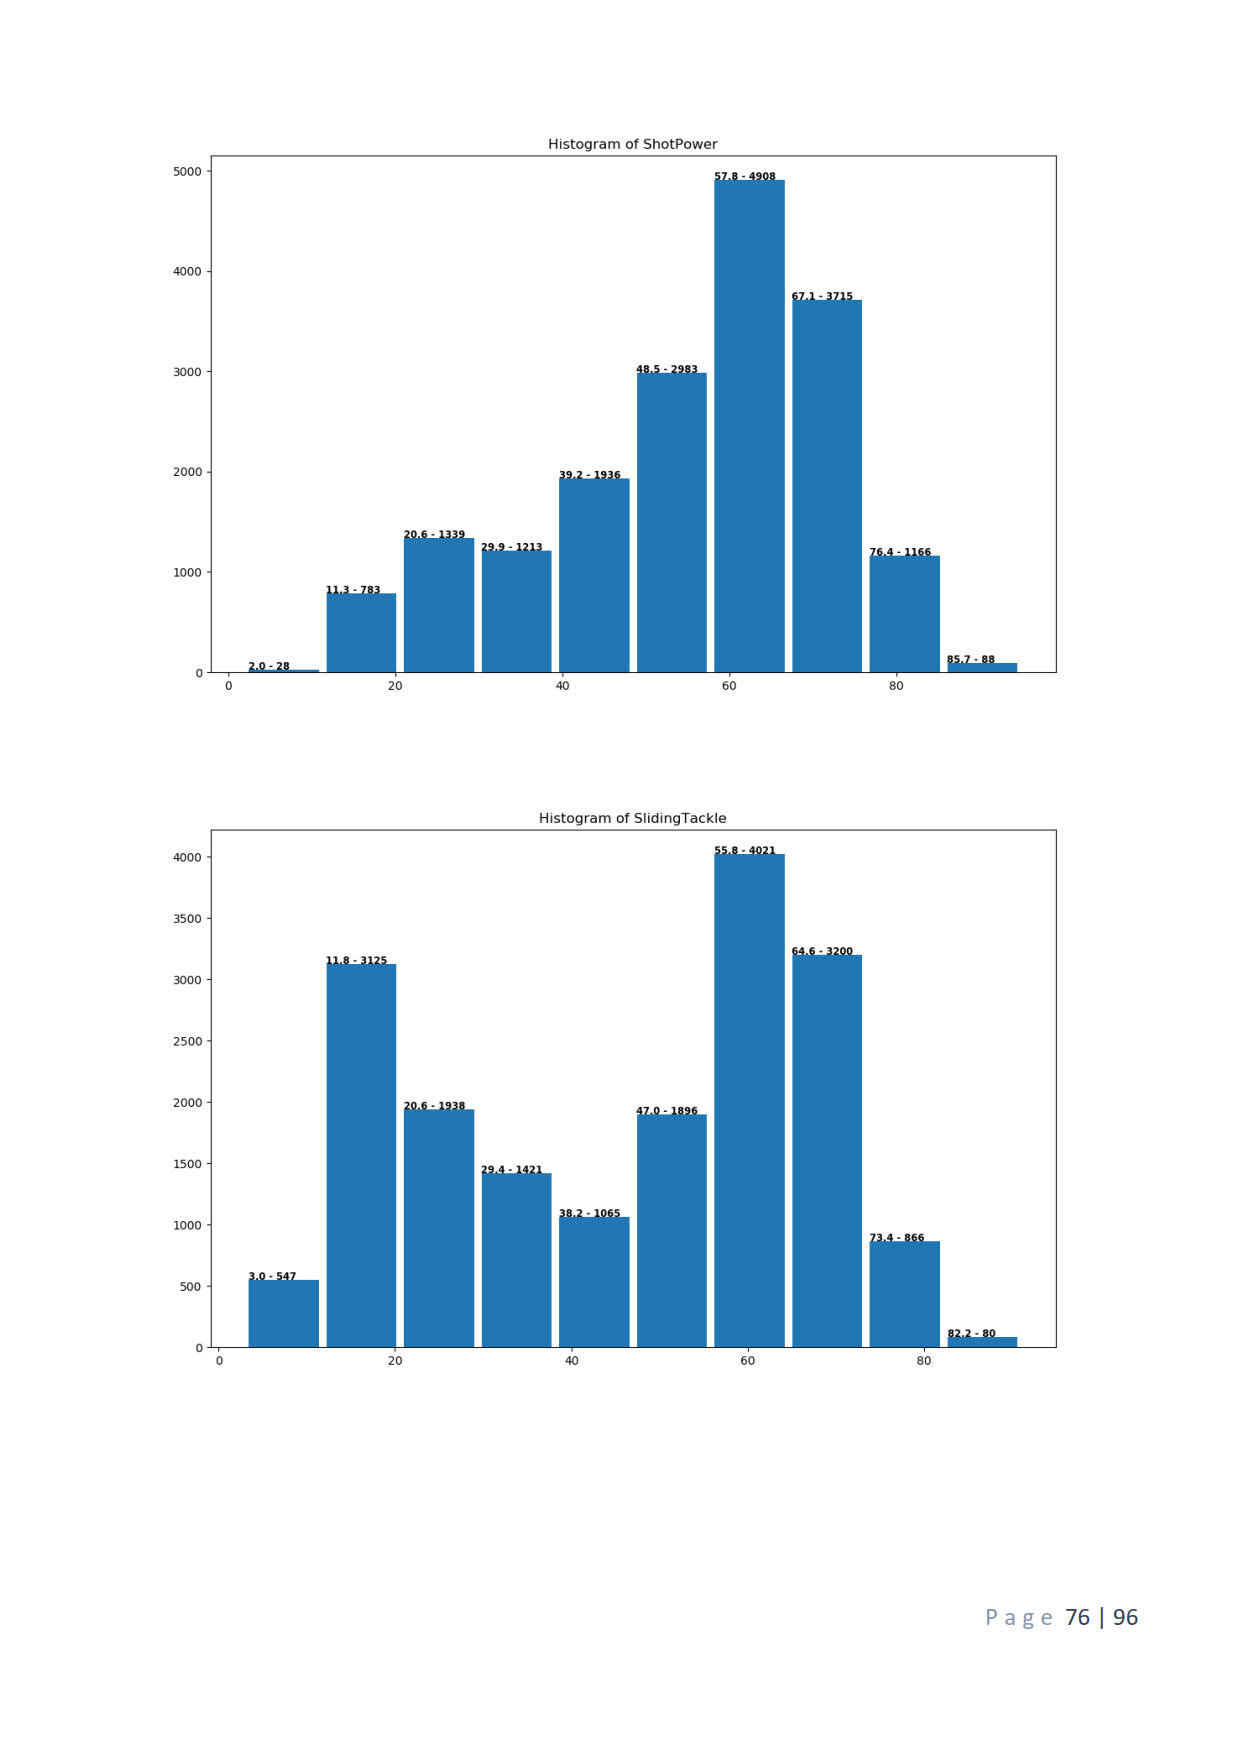 Histogram of ShotPower
5000
4000
3000
2000
1000
0
57.8 - 4908
67.1 - 3715
48.5 - 2983
39.2 - 1936
20.6 - 1339
29.9 - 1213
76.4 - 1166
11.3 - 783
2.0 - 28
85.7 - 88
0 20 40 60 80
Histogram of SlidingTackle
4000
3500
3000
2500
2000
1500
1000
500
0
55.8 - 4021
64.6 - 3200
11.8 - 3125
20.6 - 1938
47.0 - 1896
29.4 - 1421
38.2 - 1065
73.4 - 866
3.0 - 547
82.2 - 80
0 20 40 60 80
Page 76 | 96